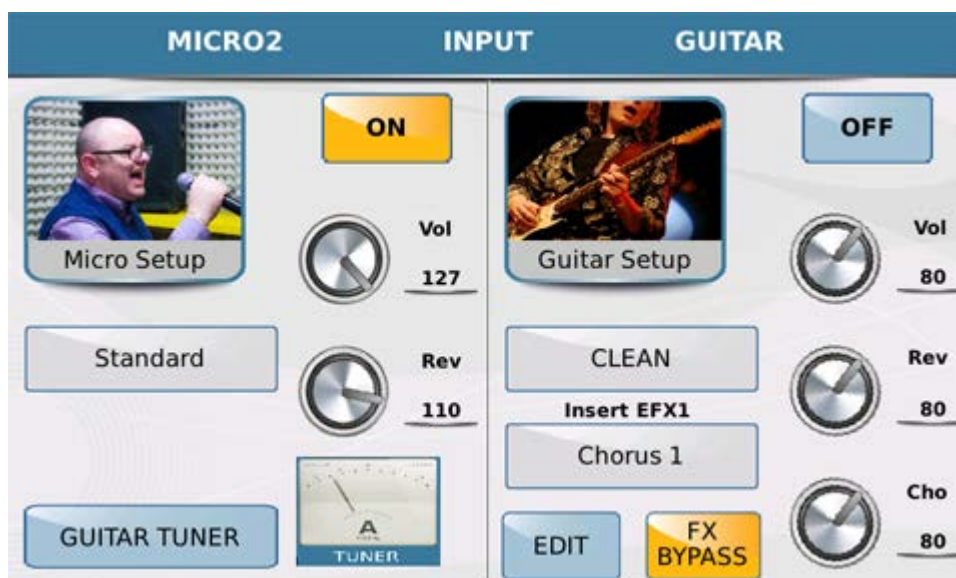 MICRO2 INPUT GUITAR
ON
Micro Setup
Vol
127
Standard
Rev
110
GUITAR TUNER
A
TUNER
OFF
Guitar Setup
Vol
80
CLEAN
Rev
80
Insert EFX1
Chorus 1
Cho
80
EDIT
FX
BYPASS